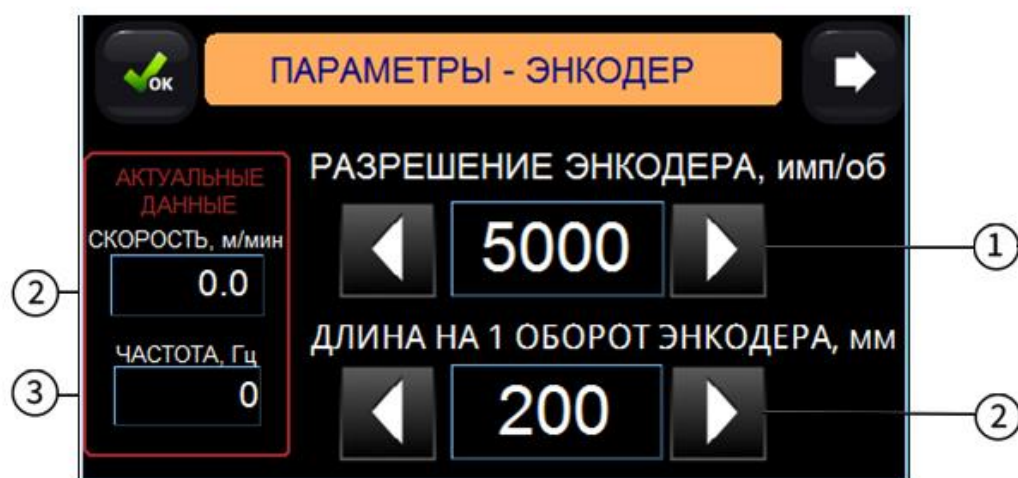 OK
ПАРАМЕТРЫ - ЭНКОДЕР
АКТУАЛЬНЫЕ
ДАННЫЕ
СКОРОСТЬ, м/мин
0.0
2
ЧАСТОТА, Гц
0
3
РАЗРЕШЕНИЕ ЭНКОДЕРА, имп/об
5000
1
ДЛИНА НА 1 ОБОРОТ ЭНКОДЕРА, мм
200
2